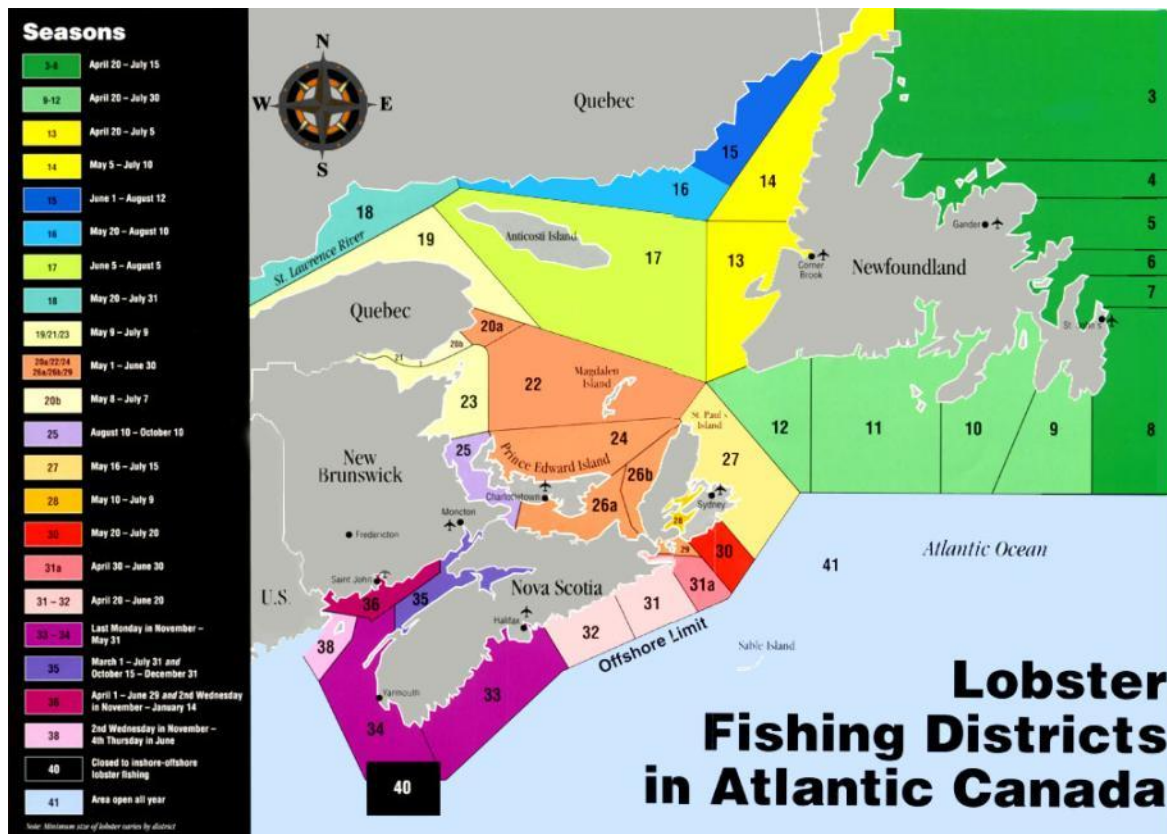 Seasons
3-8 April 20 – July 15
9-12 April 20 – July 30
13 April 20 – July 5
14 May 5 – July 10
15 June 1 – August 12
16 May 20 – August 10
17 June 5 – August 5
18 May 20 – July 31
19/21/23 May 9 – July 9
20a/22/24
26a/26b/29 May 1 – June 30
20b May 8 – July 7
25 August 10 – October 10
27 May 16 – July 15
28 May 10 – July 9
30 May 20 – July 20
31a April 30 – June 30
31 – 32 April 20 – June 20
33 – 34 Last Monday in November –
May 31
35 March 1 – July 31 and
October 15 – December 31
36 April 1 – June 29 and 2nd Wednesday
in November – January 14
38 2nd Wednesday in November –
4th Thursday in June
40 Closed to inshore-offshore
lobster fishing
41 Area open all year
Note: Minimum size of lobster varies by district
N
W E
S
Quebec
3
15
14
16
4
18
Anticosti Island
Gander
5
St. Lawrence River
19
17
13
Corner
Brook
Newfoundland
6
7
Quebec
20a
St. John's
20b
21
22
Magdalen
Island
23
St. Paul's
Island
12
11
10
9
8
24
25
Prince Edward Island
27
New
Brunswick
26b
Charlottetown
26a
Sydney
28
Moncton
Fredericton
29
30
Atlantic Ocean
41
Saint John
Nova Scotia
31a
U.S.
36
35
31
Halifax
32
Offshore Limit
Sable Island
38
Yarmouth
33
34
40
Lobster
Fishing Districts
in Atlantic Canada